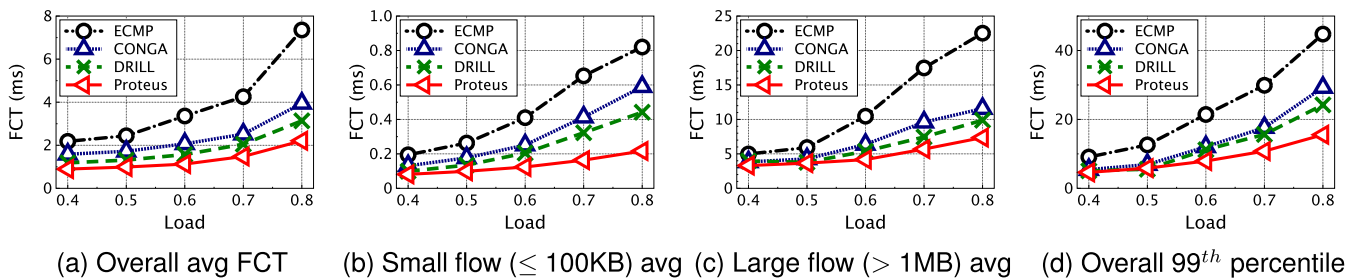 8
6
4
2
0
FCT (ms)
ECMP
CONGA
DRILL
Proteus
0.4 0.5 0.6 0.7 0.8
Load
(a) Overall avg FCT
1.0
0.8
0.6
0.4
0.2
0
FCT (ms)
ECMP
CONGA
DRILL
Proteus
0.4 0.5 0.6 0.7 0.8
Load
(b) Small flow (≤ 100KB) avg
25
20
15
10
5
0
FCT (ms)
ECMP
CONGA
DRILL
Proteus
0.4 0.5 0.6 0.7 0.8
Load
(c) Large flow (> 1MB) avg
40
20
0
FCT (ms)
ECMP
CONGA
DRILL
Proteus
0.4 0.5 0.6 0.7 0.8
Load
(d) Overall 99th percentile